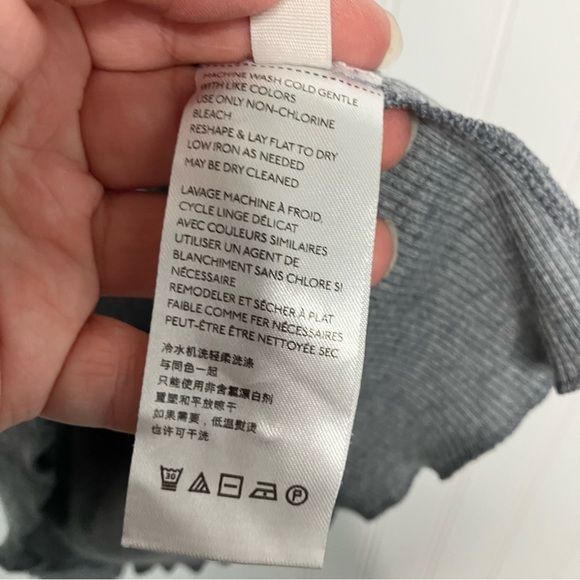 MACHINE WASH COLD GENTLE
WITH LIKE COLORS
USE ONLY NON-CHLORINE
BLEACH
RESHAPE & LAY FLAT TO DRY
LOW IRON AS NEEDED
MAY BE DRY CLEANED
LAVAGE MACHINE À FROID.
CYCLE LINGE DÉLICAT
AVEC COULEURS SIMILAIRES
UTILISER UN AGENT DE
BLANCHIMENT SANS CHLORE S!
NÉCESSAIRE
REMODELER ET SÉCHER À PLAT
FAIBLE COMME FER NÉCESSAIRES
PEUT-ÊTRE ÊTRE NETTOYÉE SEC
冷水机洗轻柔洗涤
与同色一起
只能使用非含氯漂白剂
重塑和平放晾干
如果需要，低温熨烫
也许可干洗
30 P